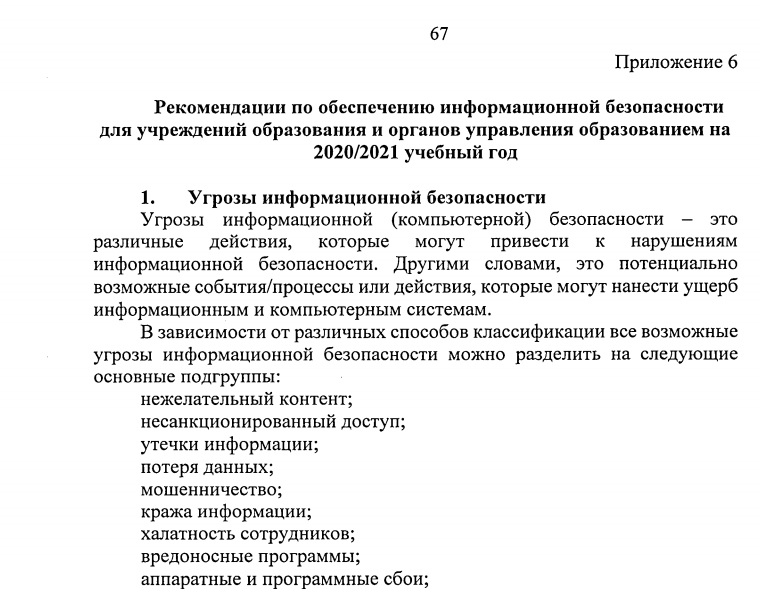 67
Приложение 6
Рекомендации по обеспечению информационной безопасности
для учреждений образования и органов управления образованием на
2020/2021 учебный год
1. Угрозы информационной безопасности
Угрозы информационной (компьютерной) безопасности – это
различные действия, которые могут привести к нарушениям
информационной безопасности. Другими словами, это потенциально
возможные события/процессы или действия, которые могут нанести ущерб
информационным и компьютерным системам.
В зависимости от различных способов классификации все возможные
угрозы информационной безопасности можно разделить на следующие
основные подгруппы:
нежелательный контент;
несанкционированный доступ;
утечки информации;
потеря данных;
мошенничество;
кража информации;
халатность сотрудников;
вредоносные программы;
аппаратные и программные сбои;